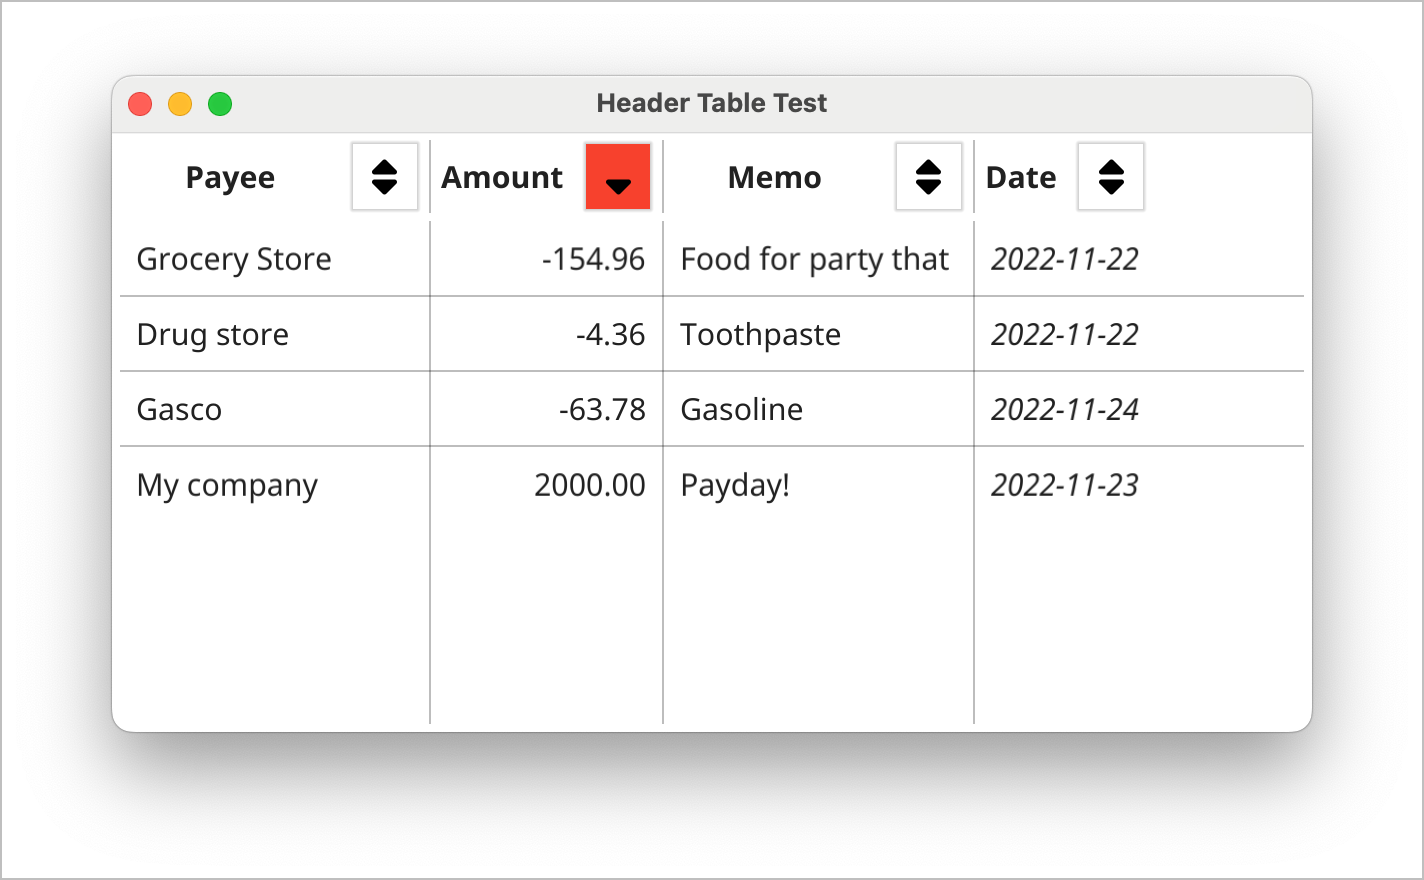 Header Table Test
Payee Amount Memo Date
Grocery Store -154.96 Food for party that 2022-11-22
Drug store -4.36 Toothpaste 2022-11-22
Gasco -63.78 Gasoline 2022-11-24
My company 2000.00 Payday! 2022-11-23